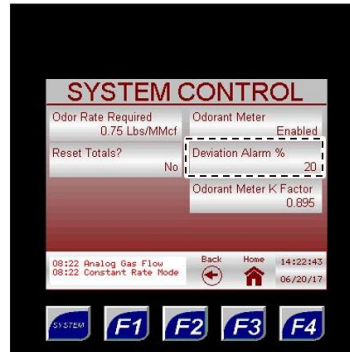 SYSTEM CONTROL
Odor Rate Required
0.75 Lbs/MMcf
Odorant Meter
Enabled
Reset Totals?
No
Deviation Alarm %
20
Odorant Meter K Factor
0.895
08:22 Analog Gas Flow
08:22 Constant Rate Mode
Back
Home
14:22:43
06/20/17
SYSTEM
F1
F2
F3
F4